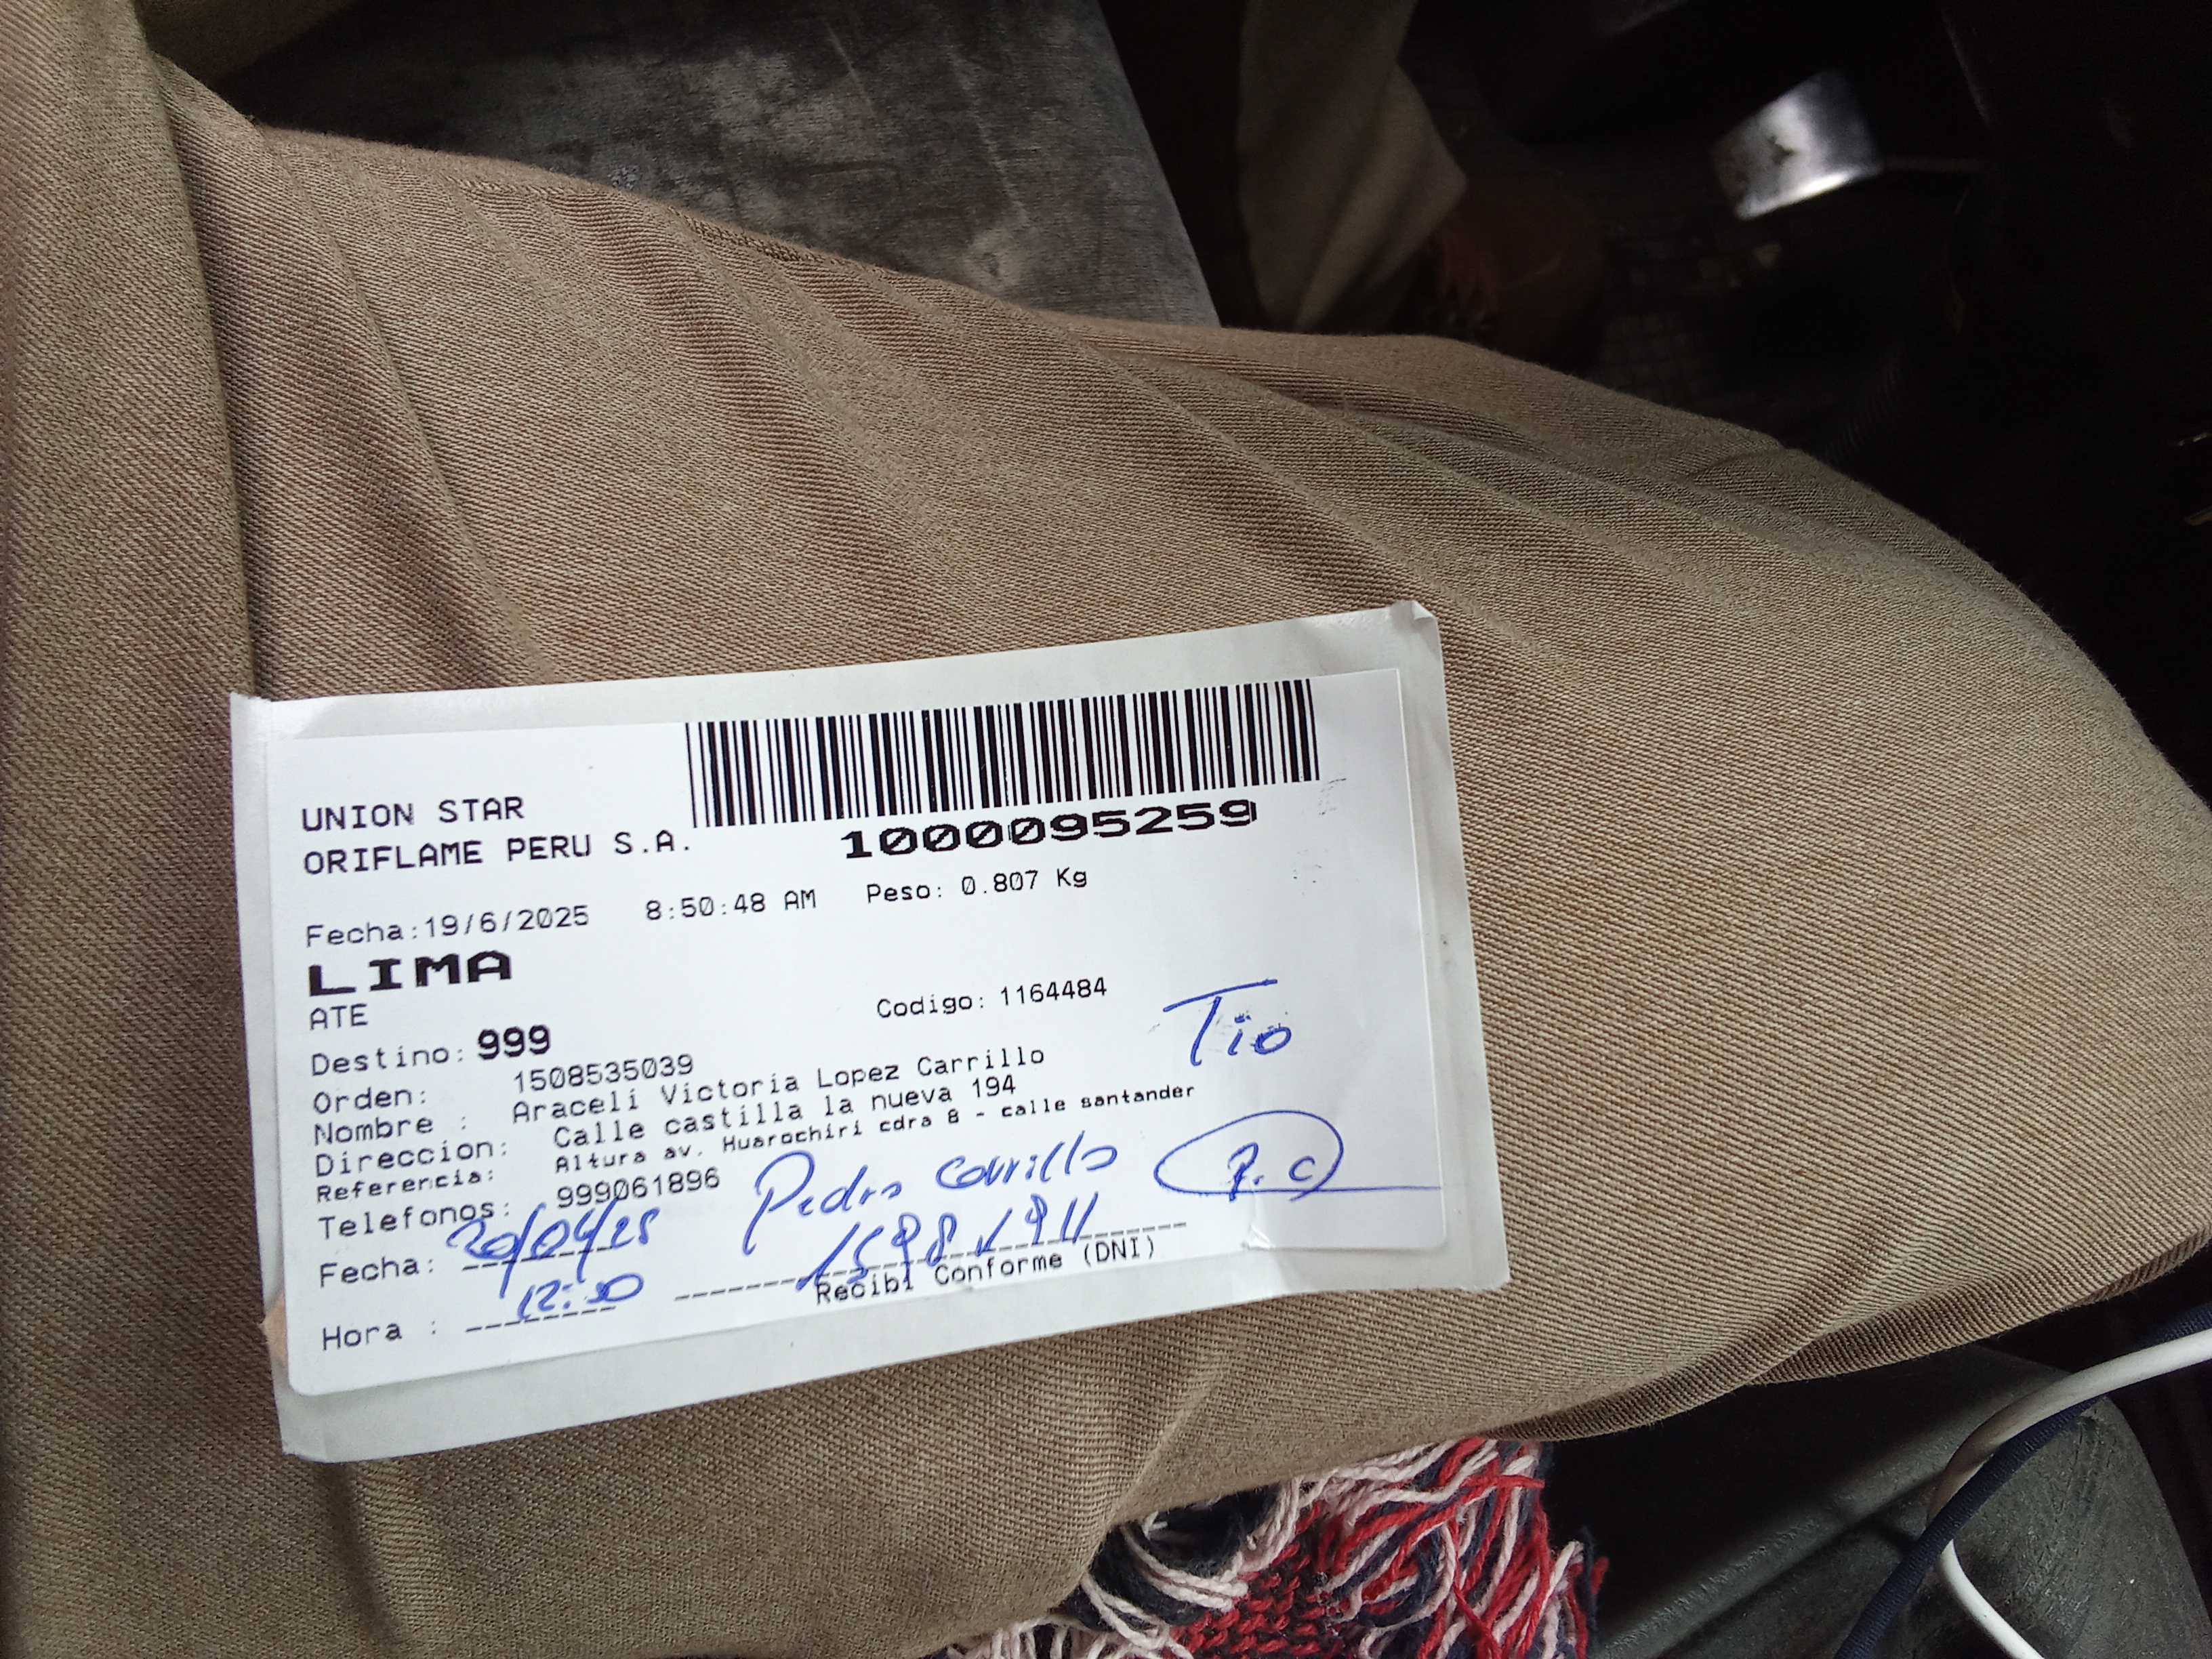 UNION STAR
ORIFLAME PERU S.A.
1000095259
Fecha:19/6/2025 8:50:48 AM Peso: 0.807 Kg
LIMA
ATE
Codigo: 1164484
Destino: 999
Tio
Orden: 1508535039
Nombre : Araceli Victoria Lopez Carrillo
Direccion: Calle castilla la nueva 194
Referencia: Altura av. Huarochiri cdra 8 - calle santander
Telefonos: 999061896
Pedro Carrillo
P. C
Fecha:
Recibi Conforme (DNI)
Hora :